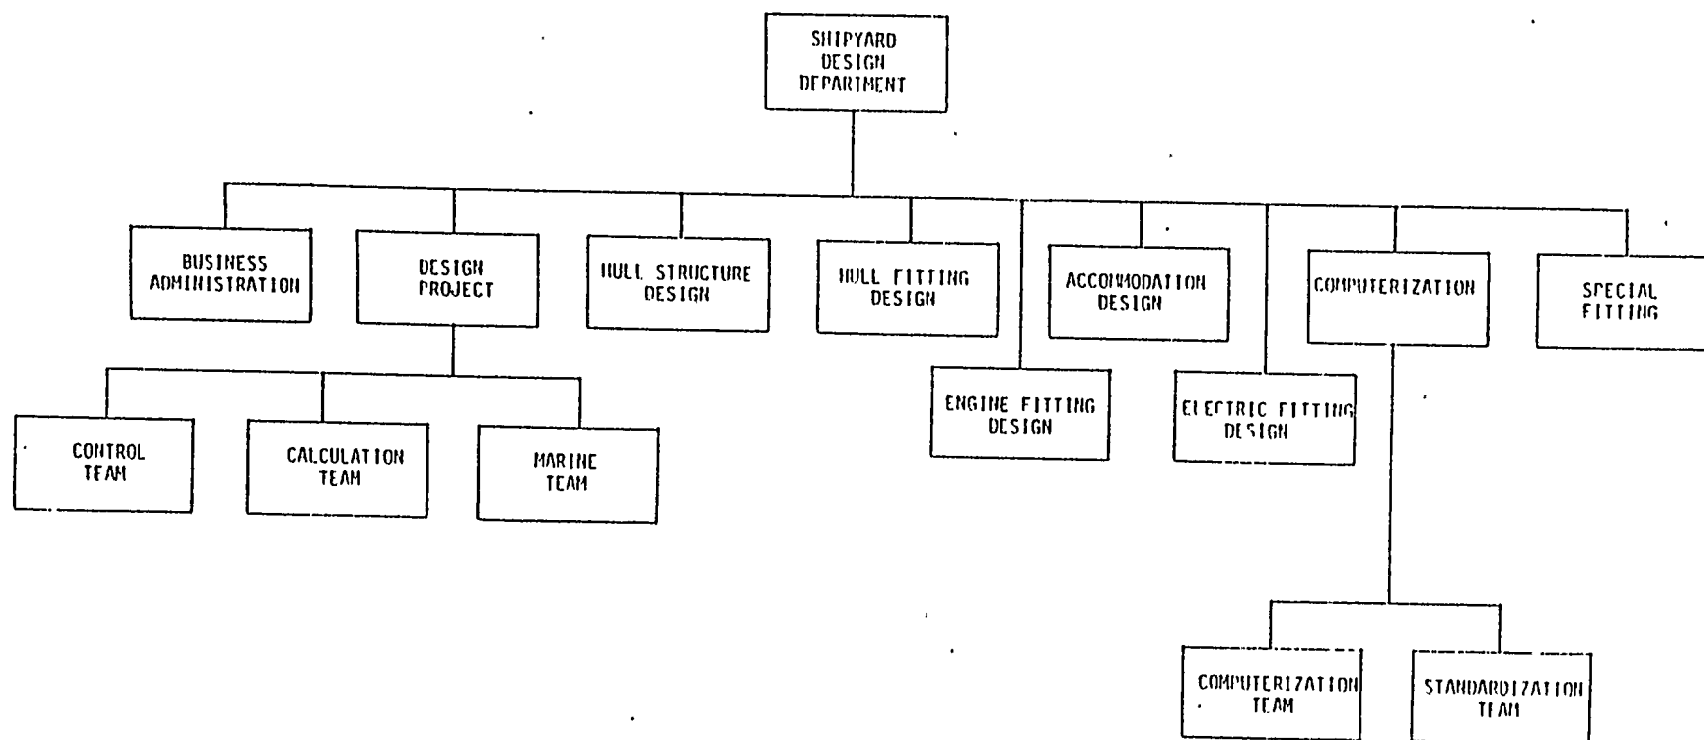 SHIPYARD
DESIGN
DEPARTMENT
BUSINESS
ADMINISTRATION
DESIGN
PROJECT
HULL STRUCTURE
DESIGN
HULL FITTING
DESIGN
ACCOMMODATION
DESIGN
COMPUTERIZATION
SPECIAL
FITTING
ENGINE FITTING
DESIGN
ELECTRIC FITTING
DESIGN
CONTROL
TEAM
CALCULATION
TEAM
MARINE
TEAM
COMPUTERIZATION
TEAM
STANDARDIZATION
TEAM